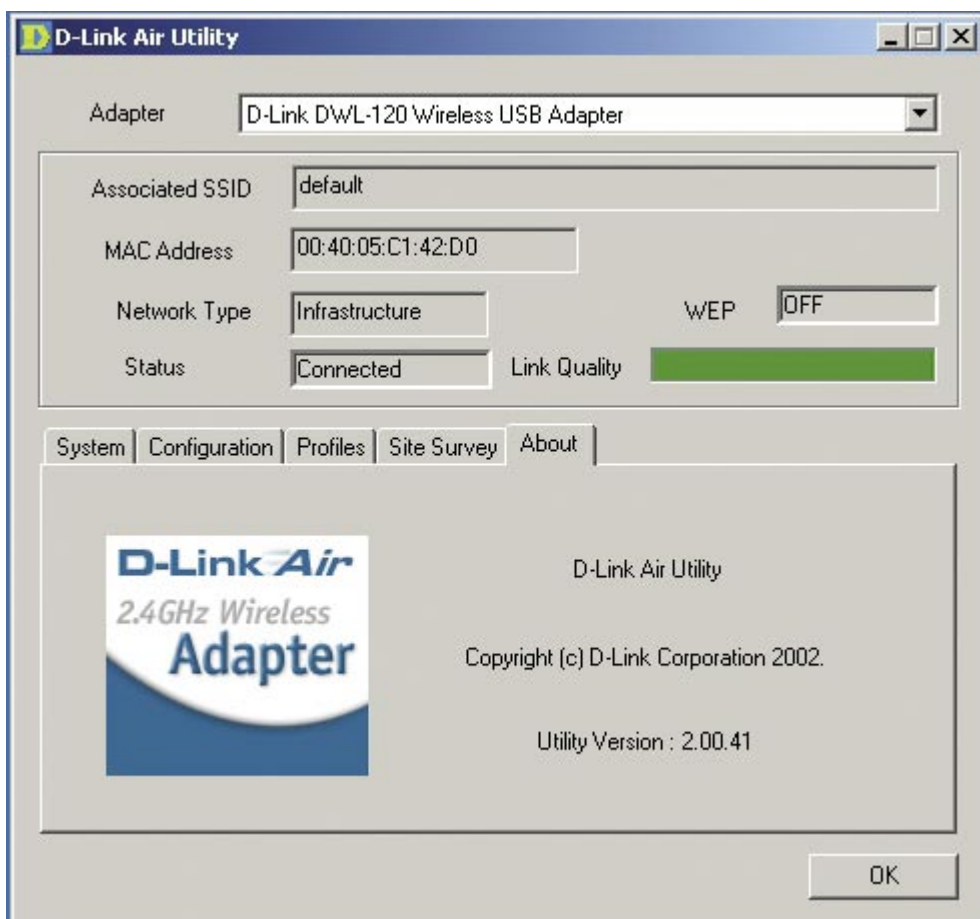 D-Link Air Utility
Adapter D-Link DWL-120 Wireless USB Adapter
Associated SSID default
MAC Address 00:40:05:C1:42:D0
Network Type Infrastructure WEP OFF
Status Connected Link Quality
System Configuration Profiles Site Survey About
D-Link Air
2.4GHz Wireless
Adapter
D-Link Air Utility
Copyright (c) D-Link Corporation 2002.
Utility Version : 2.00.41
OK